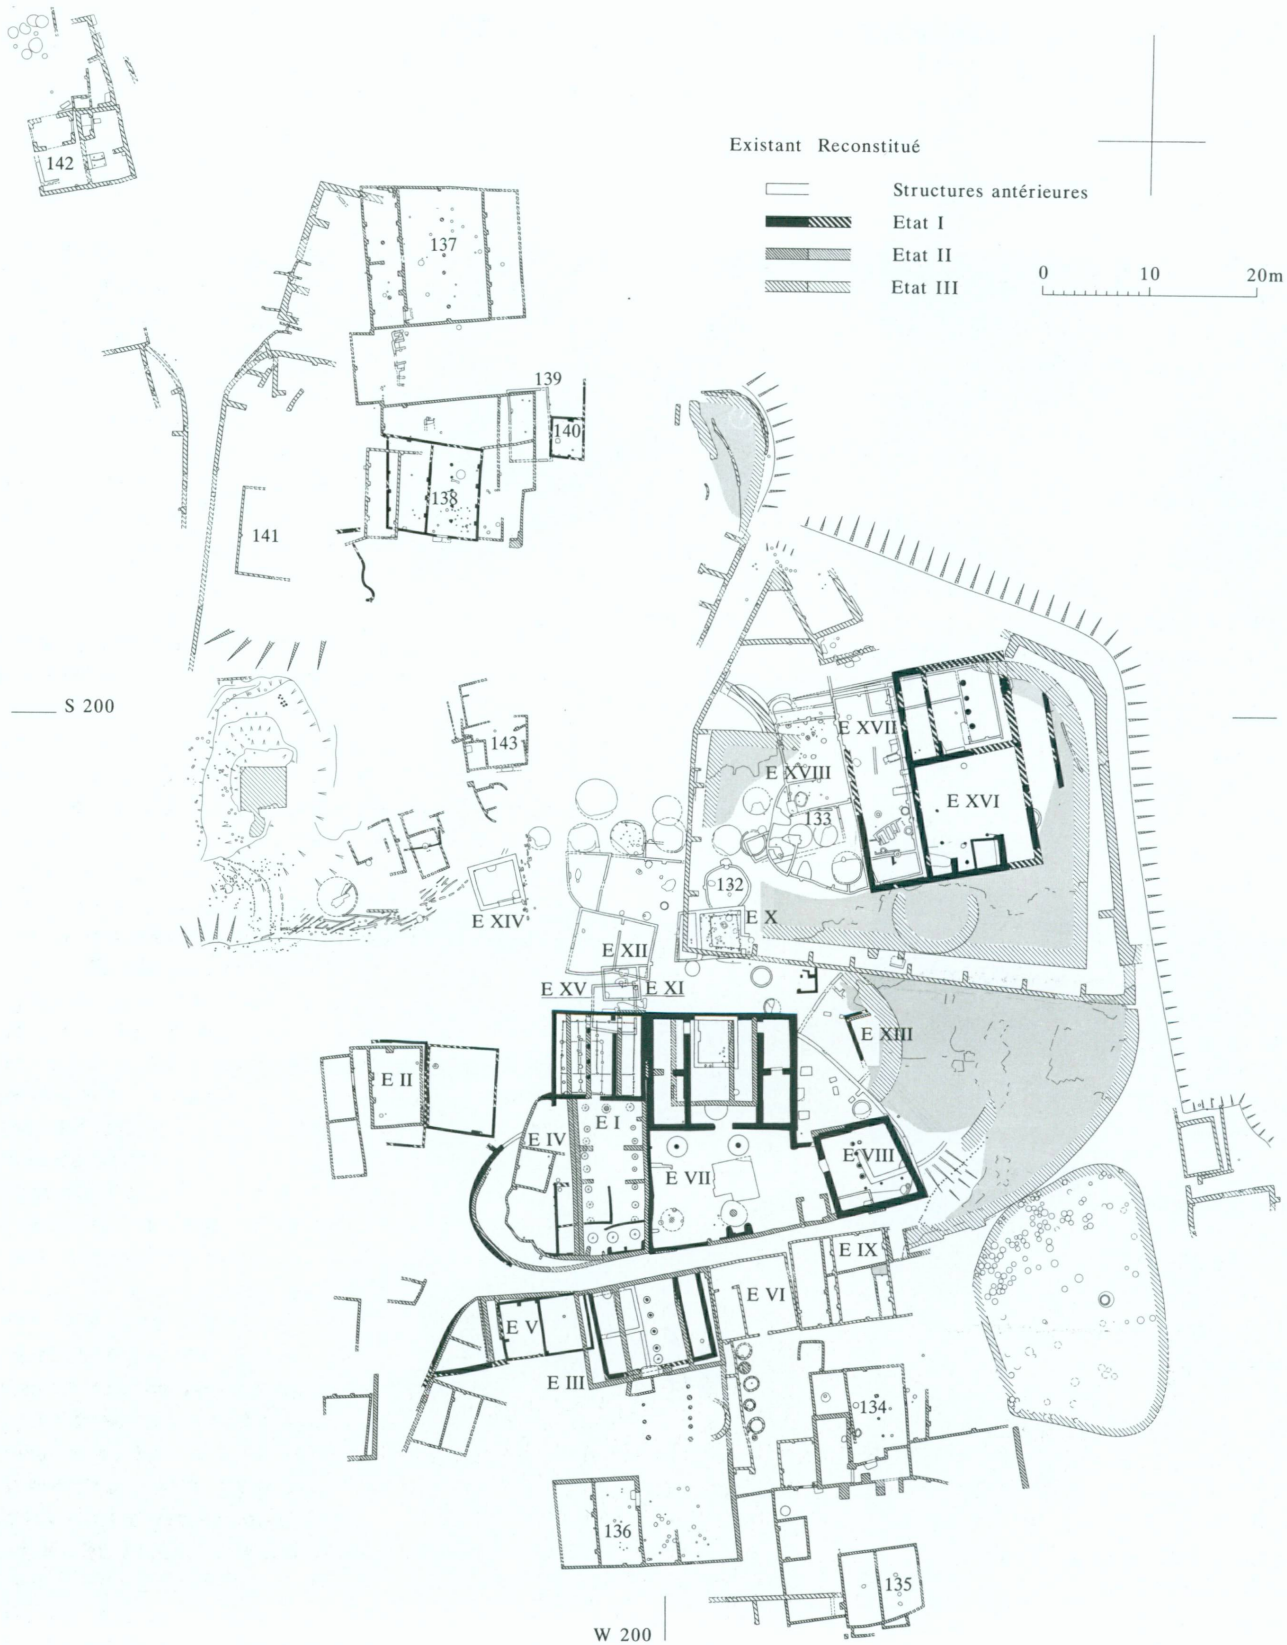 142
Existant Reconstitué
Structures antérieures
Etat I
Etat II
Etat III
0 10 20m
137
139
140
138
141
S 200
143
E XVII
E XVIII
E XVI
133
132
E X
E XIV
E XII
E XV
E XI
E XIII
E II
E I
E IV
E VIII
E VII
E IX
E VI
E V
E III
134
136
135
W 200